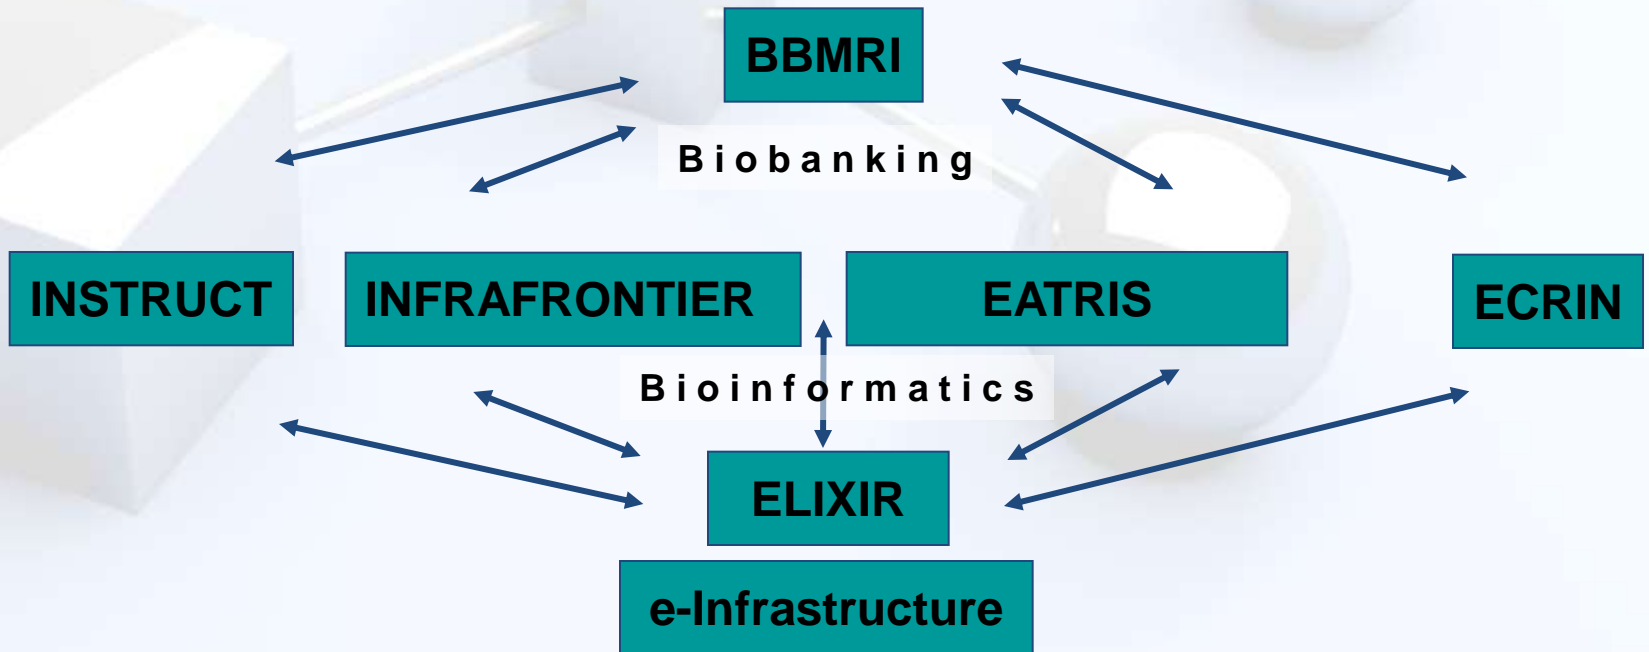 BBMRI
Biobanking
INSTRUCT
INFRAFRONTIER
EATRIS
ECRIN
Bioinformatics
ELIXIR
e-Infrastructure